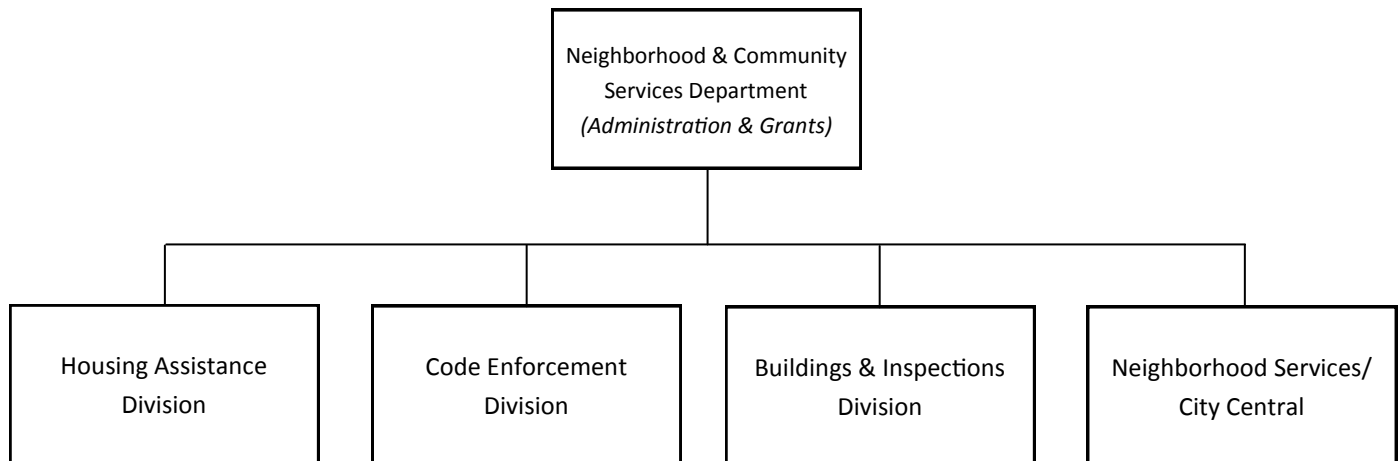 Neighborhood & Community
Services Department
(Administration & Grants)
Housing Assistance
Division
Code Enforcement
Division
Buildings & Inspections
Division
Neighborhood Services/
City Central